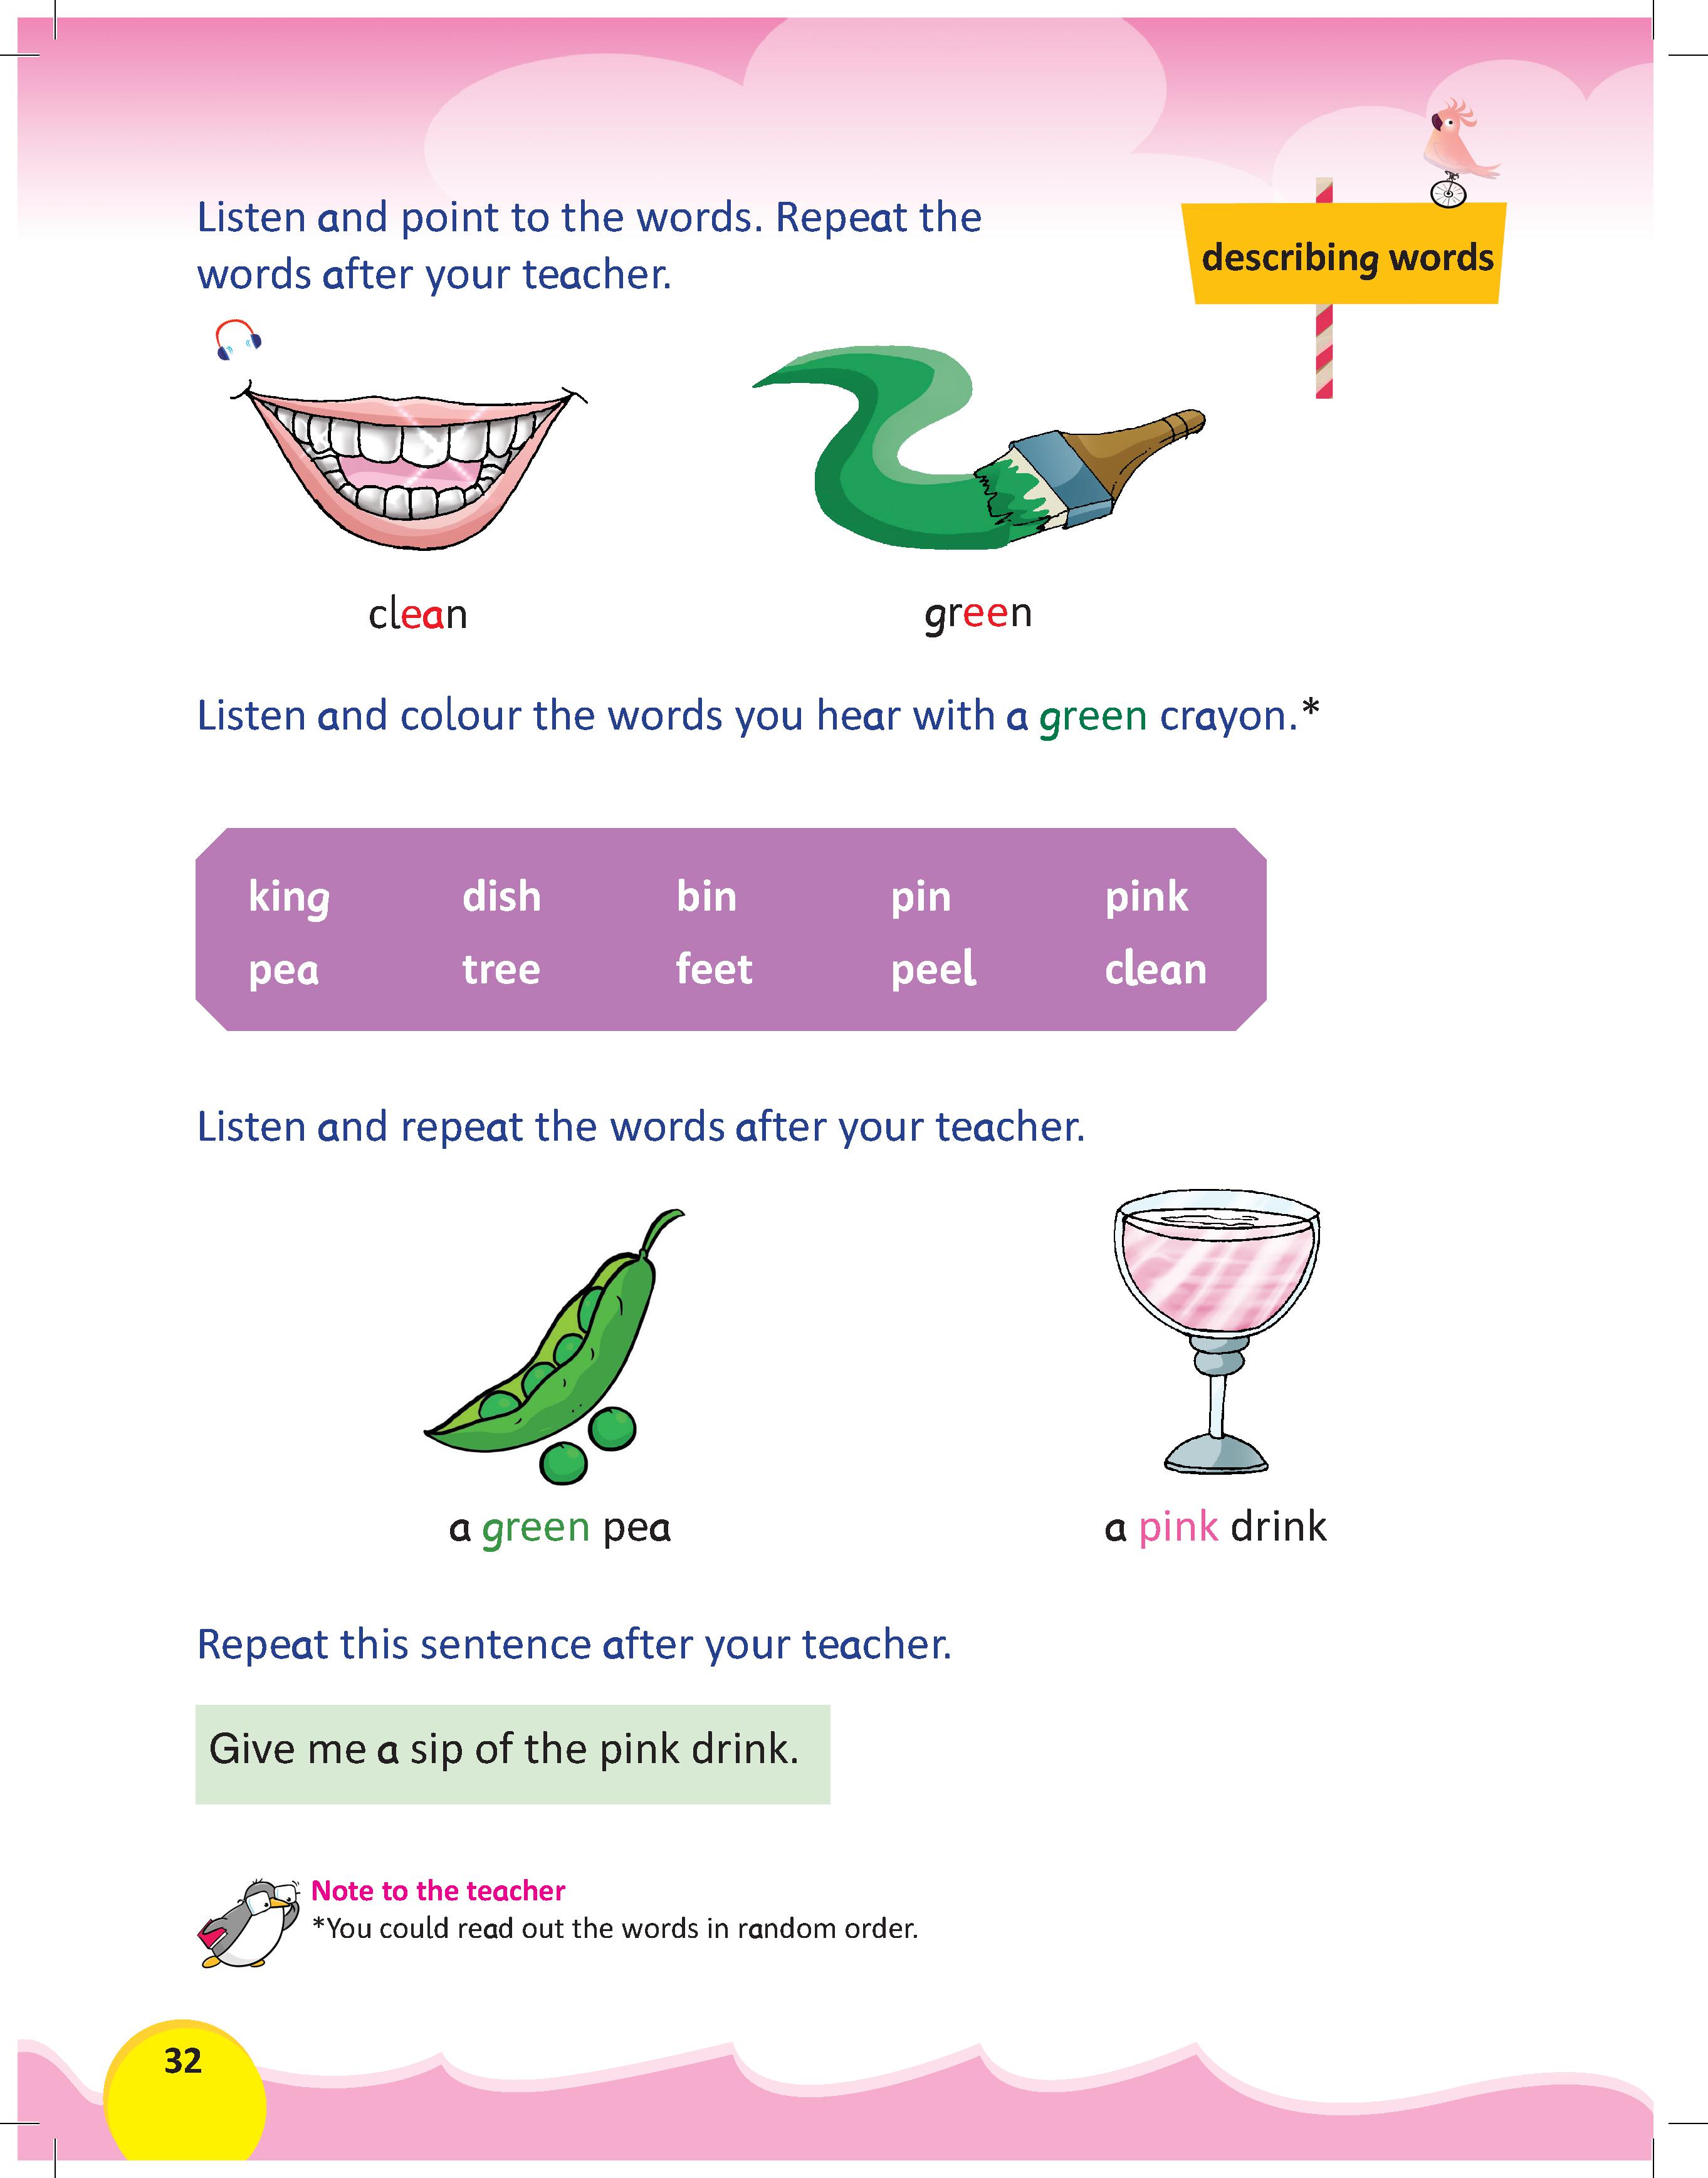 Listen and point to the words. Repeat the
words after your teacher.
describing words
clean
green
Listen and colour the words you hear with a green crayon.*
king dish bin pin pink
pea tree feet peel clean
Listen and repeat the words after your teacher.
a green pea
a pink drink
Repeat this sentence after your teacher.
Give me a sip of the pink drink.
Note to the teacher
*You could read out the words in random order.
32